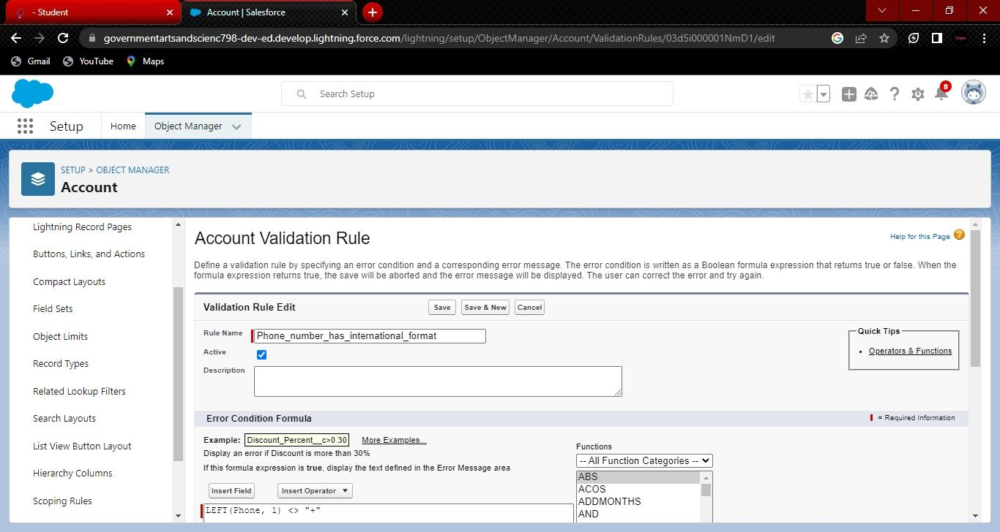 - Student
Account | Salesforce
governmentartsandscienc798-dev-ed.develop.lightning.force.com/lightning/setup/ObjectManager/Account/ValidationRules/03d5i000001NmD1/edit
Gmail YouTube Maps
Search Setup
8
Setup Home Object Manager
SETUP > OBJECT MANAGER
Account
Lightning Record Pages
Buttons, Links, and Actions
Compact Layouts
Field Sets
Object Limits
Record Types
Related Lookup Filters
Search Layouts
List View Button Layout
Hierarchy Columns
Scoping Rules
Account Validation Rule
Help for this Page ?
Define a validation rule by specifying an error condition and a corresponding error message. The error condition is written as a Boolean formula expression that returns true or false. When the
formula expression returns true, the save will be aborted and the error message will be displayed. The user can correct the error and try again.
Validation Rule Edit Save Save & New Cancel
Rule Name Phone_number_has_international_format
Active
Description
Quick Tips
• Operators & Functions
Error Condition Formula = Required Information
Example: Discount_Percent__c>0.30 More Examples...
Display an error if Discount is more than 30%
If this formula expression is true, display the text defined in the Error Message area
Insert Field Insert Operator
LEFT(Phone, 1) <> "+"
Functions
-- All Function Categories --
ABS
ACOS
ADDMONTHS
AND